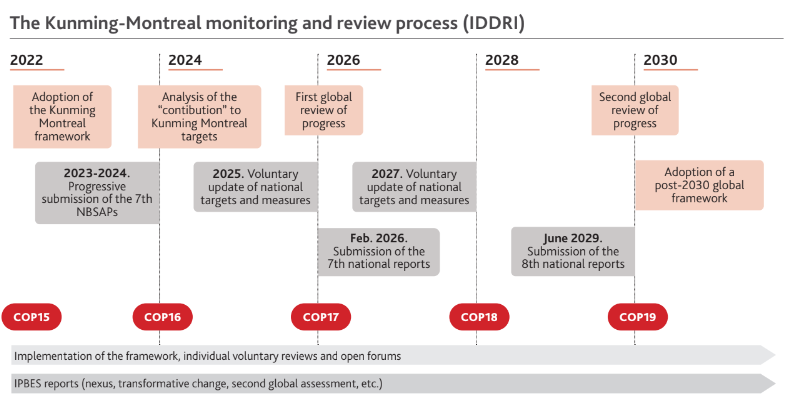 The Kunming-Montreal monitoring and review process (IDDRI)
2022
2024
2026
2028
2030
Adoption of
the Kunming
Montreal
framework
Analysis of the
“contibution” to
Kunming Montreal
targets
First global
review of
progress
Second global
review of
progress
2023-2024.
Progressive
submission of the 7th
NBSAPs
2025. Voluntary
update of national
targets and measures
2027. Voluntary
update of national
targets and measures
Adoption of a
post-2030 global
framework
Feb. 2026.
Submission of the
7th national reports
June 2029.
Submission of the
8th national reports
COP15
COP16
COP17
COP18
COP19
Implementation of the framework, individual voluntary reviews and open forums
IPBES reports (nexus, transformative change, second global assessment, etc.)